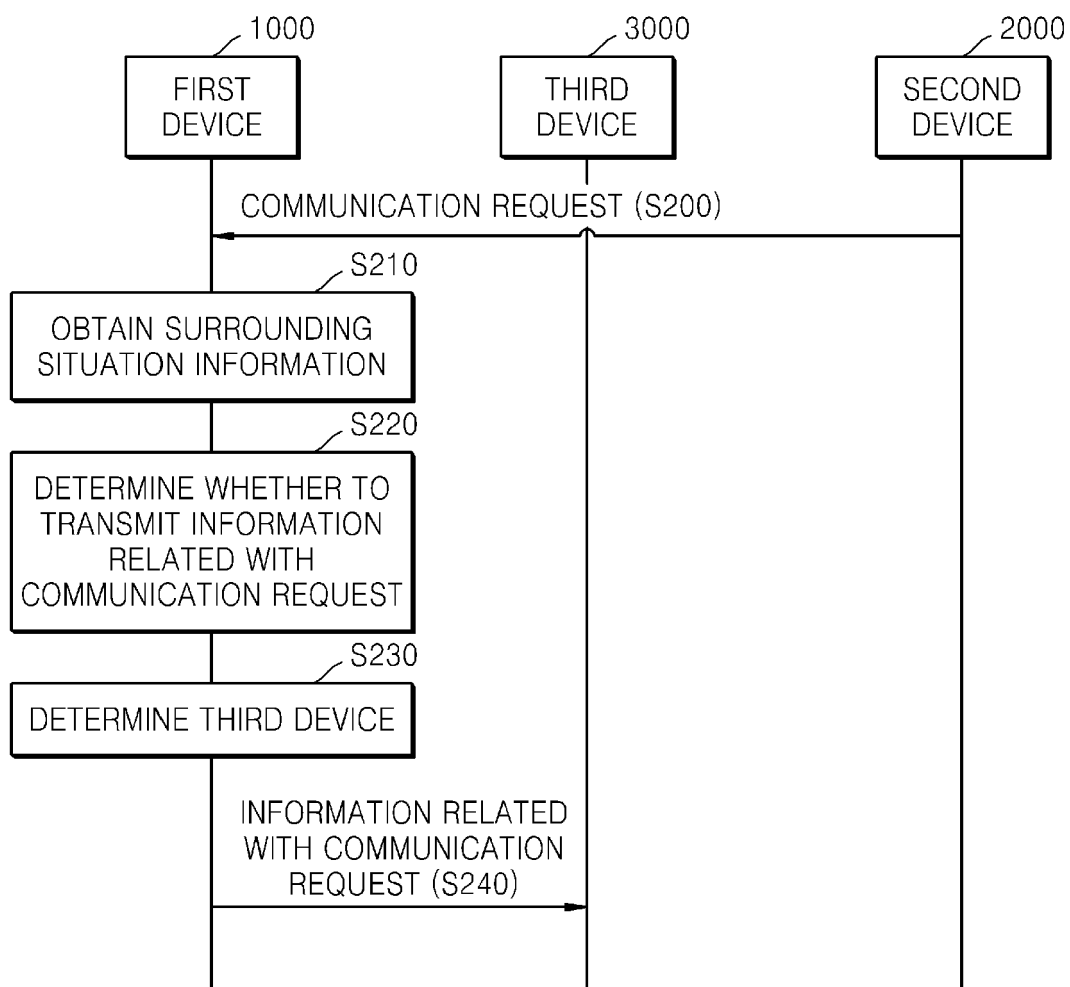 1000
3000
2000
FIRST
DEVICE
THIRD
DEVICE
SECOND
DEVICE
COMMUNICATION REQUEST (S200)
S210
OBTAIN SURROUNDING
SITUATION INFORMATION
S220
DETERMINE WHETHER TO
TRANSMIT INFORMATION
RELATED WITH
COMMUNICATION REQUEST
S230
DETERMINE THIRD DEVICE
INFORMATION RELATED
WITH COMMUNICATION
REQUEST (S240)